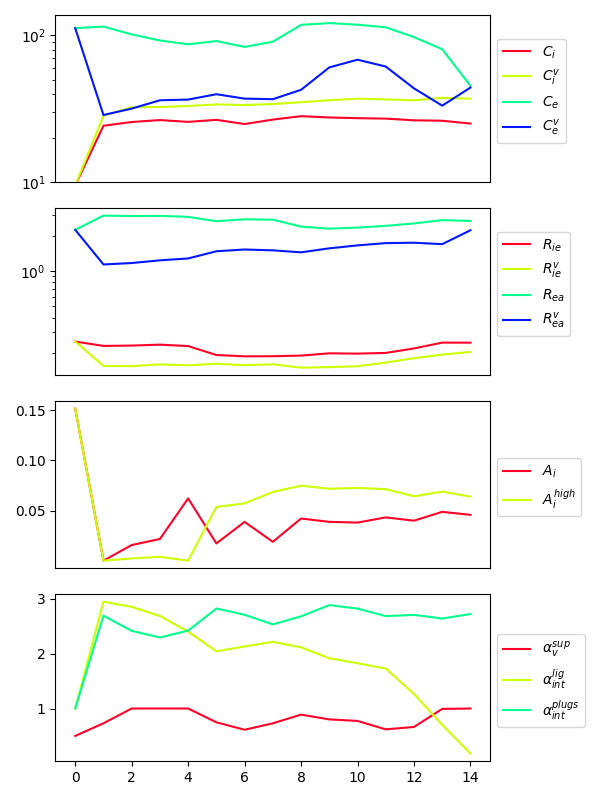 10²
10¹
C_i
C_i^v
C_e
C_e^v
10⁰
R_ie
R_ie^v
R_ea
R_ea^v
0.15
0.10
0.05
A_i
A_i^high
3
2
1
α_v^sup
α_int^lig
α_int^plugs
0 2 4 6 8 10 12 14